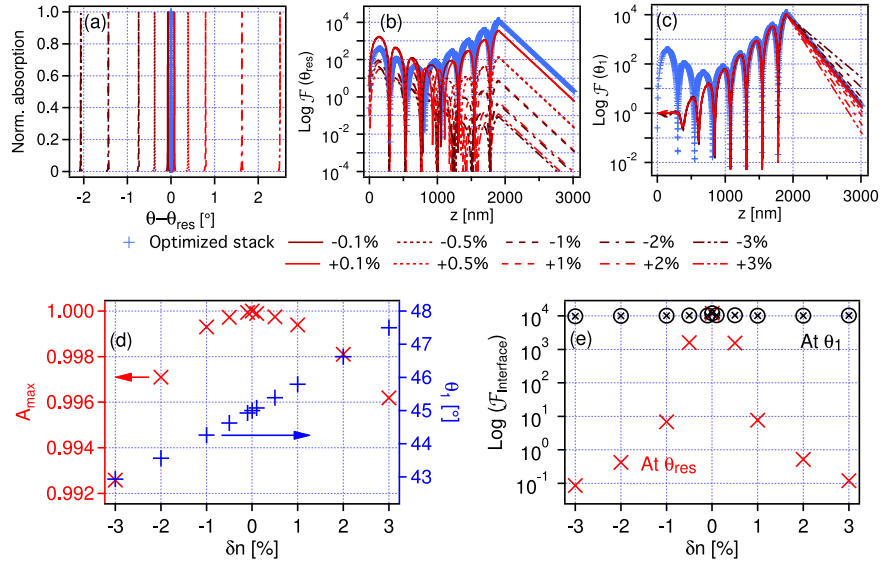 (a)
Norm. absorption
1.0
0.8
0.6
0.4
0.2
0
-2 -1 0 1 2
θ−θres [°]
(b)
Log ℱ (θres)
10⁴
10²
10⁰
10⁻²
10⁻⁴
0 1000 2000 3000
z [nm]
(c)
Log ℱ (θ1)
10⁴
10²
10⁰
10⁻²
0 1000 2000 3000
z [nm]
+ Optimized stack -0.1% -0.5% -1% -2% -3%
+0.1% +0.5% +1% +2% +3%
(d)
Amax
1.000
0.998
0.996
0.994
0.992
48
47
46
45
44
43
θ1 [°]
-3 -2 -1 0 1 2 3
δn [%]
(e)
Log (ℱInterface)
10⁴
10³
10²
10¹
10⁰
10⁻¹
At θ1
At θres
-3 -2 -1 0 1 2 3
δn [%]